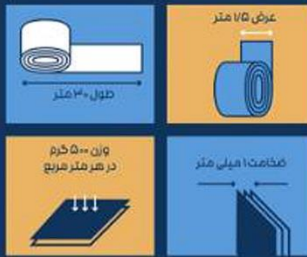 عرض ۱/۵ متر
طول ۳۰ متر
ضخامت ۱ میلی متر
وزن ۵۰۰ گرم
در هر متر مربع